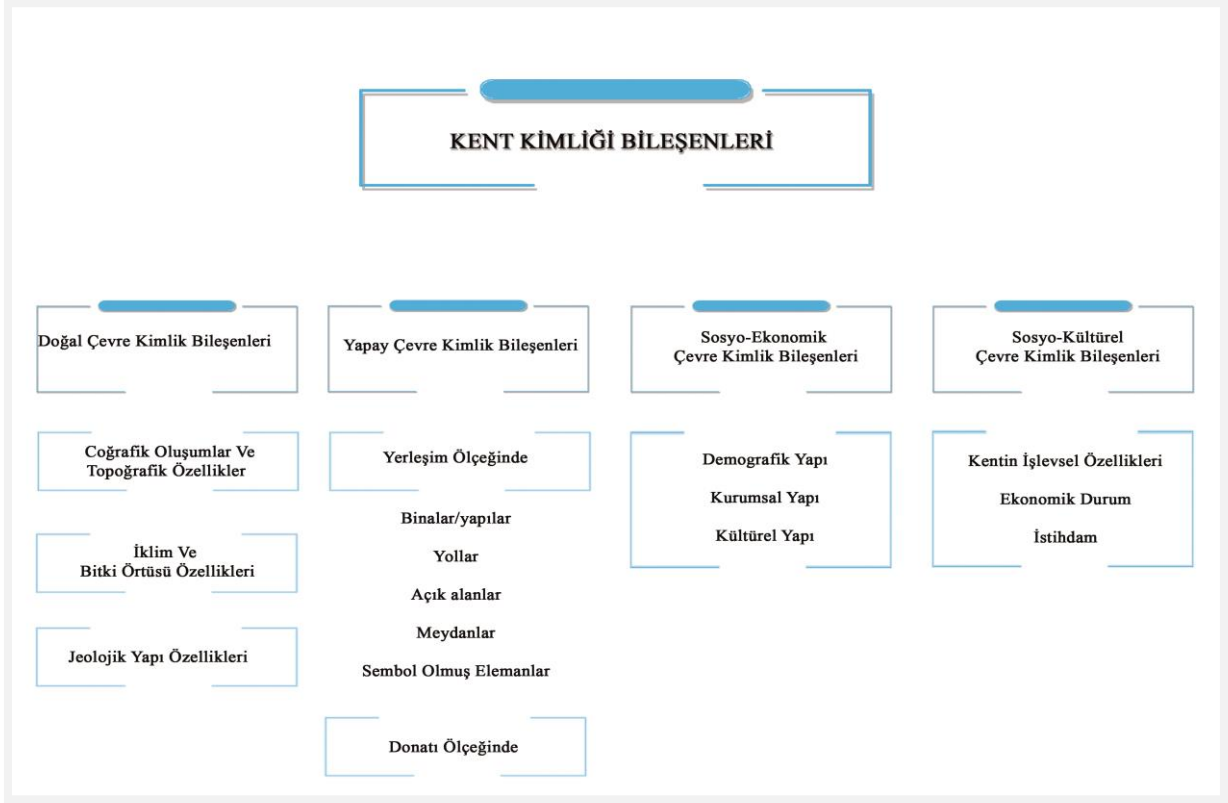 KENT KİMLİĞİ BİLEŞENLERİ
Doğal Çevre Kimlik Bileşenleri
Coğrafik Oluşumlar Ve
Topoğrafik Özellikler
İklim Ve
Bitki Örtüsü Özellikleri
Jeolojik Yapı Özellikleri
Yapay Çevre Kimlik Bileşenleri
Yerleşim Ölçeğinde
Binalar/yapılar
Yollar
Açık alanlar
Meydanlar
Sembol Olmuş Elemanlar
Donatı Ölçeğinde
Sosyo-Ekonomik
Çevre Kimlik Bileşenleri
Demografik Yapı
Kurumsal Yapı
Kültürel Yapı
Sosyo-Kültürel
Çevre Kimlik Bileşenleri
Kentin İşlevsel Özellikleri
Ekonomik Durum
İstihdam